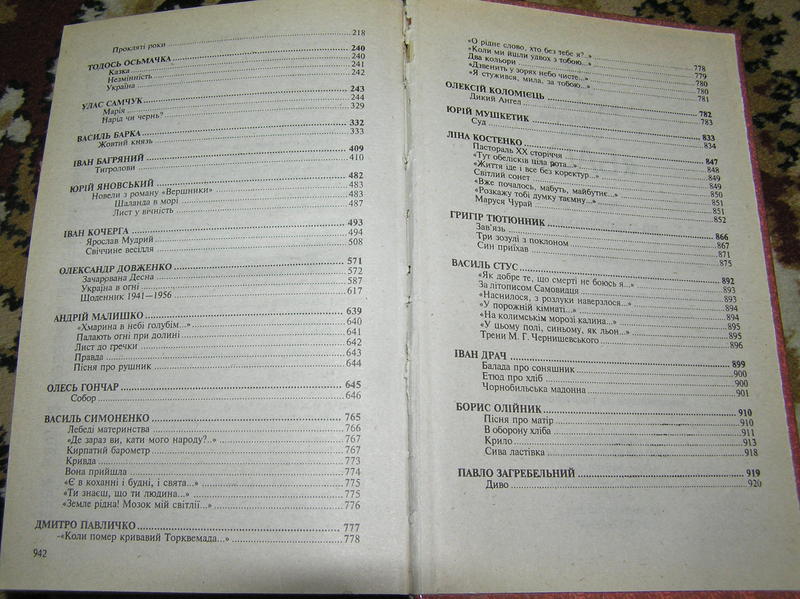 Прокляті роки 218
ТОДОСЬ ОСЬМАЧКА 240
Казка 240
Незмінність 241
Україна 242
УЛАС САМЧУК 243
Марія 244
Нарід чи чернь? 329
ВАСИЛЬ БАРКА 332
Жовтий князь 333
ІВАН БАГРЯНИЙ 409
Тигролови 410
ЮРІЙ ЯНОВСЬКИЙ 482
Новели з роману «Вершники» 483
Шаланда в морі 483
Лист у вічність 487
ІВАН КОЧЕРГА 493
Ярослав Мудрий 494
Свіччине весілля 508
ОЛЕКСАНДР ДОВЖЕНКО 571
Зачарована Десна 572
Україна в огні 587
Щоденник 1941—1956 617
АНДРІЙ МАЛИШКО 639
«Хмарина в небі голубім...» 640
Палають огні при долині 641
Лист до гречки 642
Правда 643
Пісня про рушник 644
ОЛЕСЬ ГОНЧАР 645
Собор 646
ВАСИЛЬ СИМОНЕНКО 765
Лебеді материнства 766
«Де зараз ви, кати мого народу?..» 767
Кирпатий барометр 767
Кривда 773
Вона прийшла 774
«Є в коханні і будні, і свята...» 775
«Ти знаєш, що ти людина...» 775
«Земле рідна! Мозок мій світлії...» 776
ДМИТРО ПАВЛИЧКО 777
«Коли помер кривавий Торквемада...» 778
942
«О рідне слово, хто без тебе я?..»
«Коли ми йшли удвох з тобою...» 778
Два кольори 779
«Дзвенить у зорях небо чисте...» 780
«Я стужився, мила, за тобою...» 780
781
ОЛЕКСІЙ КОЛОМІЄЦЬ 782
Дикий Ангел 783
ЮРІЙ МУШКЕТИК 833
Суд 834
ЛІНА КОСТЕНКО 847
Пастораль XX сторіччя 848
«Тут обелісків ціла рота...» 849
«Життя іде і все без коректур...» 849
Світлий сонет 850
«Вже почалось, мабуть, майбутнє...» 851
«Розкажу тобі думку таємну...» 851
Маруся Чурай 852
ГРИГІР ТЮТЮННИК 866
Зав'язь 867
Три зозулі з поклоном 871
Син приїхав 875
ВАСИЛЬ СТУС 892
«Як добре те, що смерті не боюсь я...» 893
За літописом Самовидця 893
«Наснилося, з розлуки наверзлося...» 894
«У порожній кімнаті...» 894
«На колимськім морозі калина...» 895
«У цьому полі, синьому, як льон...» 895
Трени М. Г. Чернишевського 896
ІВАН ДРАЧ 899
Балада про соняшник 900
Етюд про хліб 900
Чорнобильська мадонна 901
БОРИС ОЛІЙНИК 910
Пісня про матір 910
В оборону хліба 911
Крило 913
Сива ластівка 918
ПАВЛО ЗАГРЕБЕЛЬНИЙ 919
Диво 920